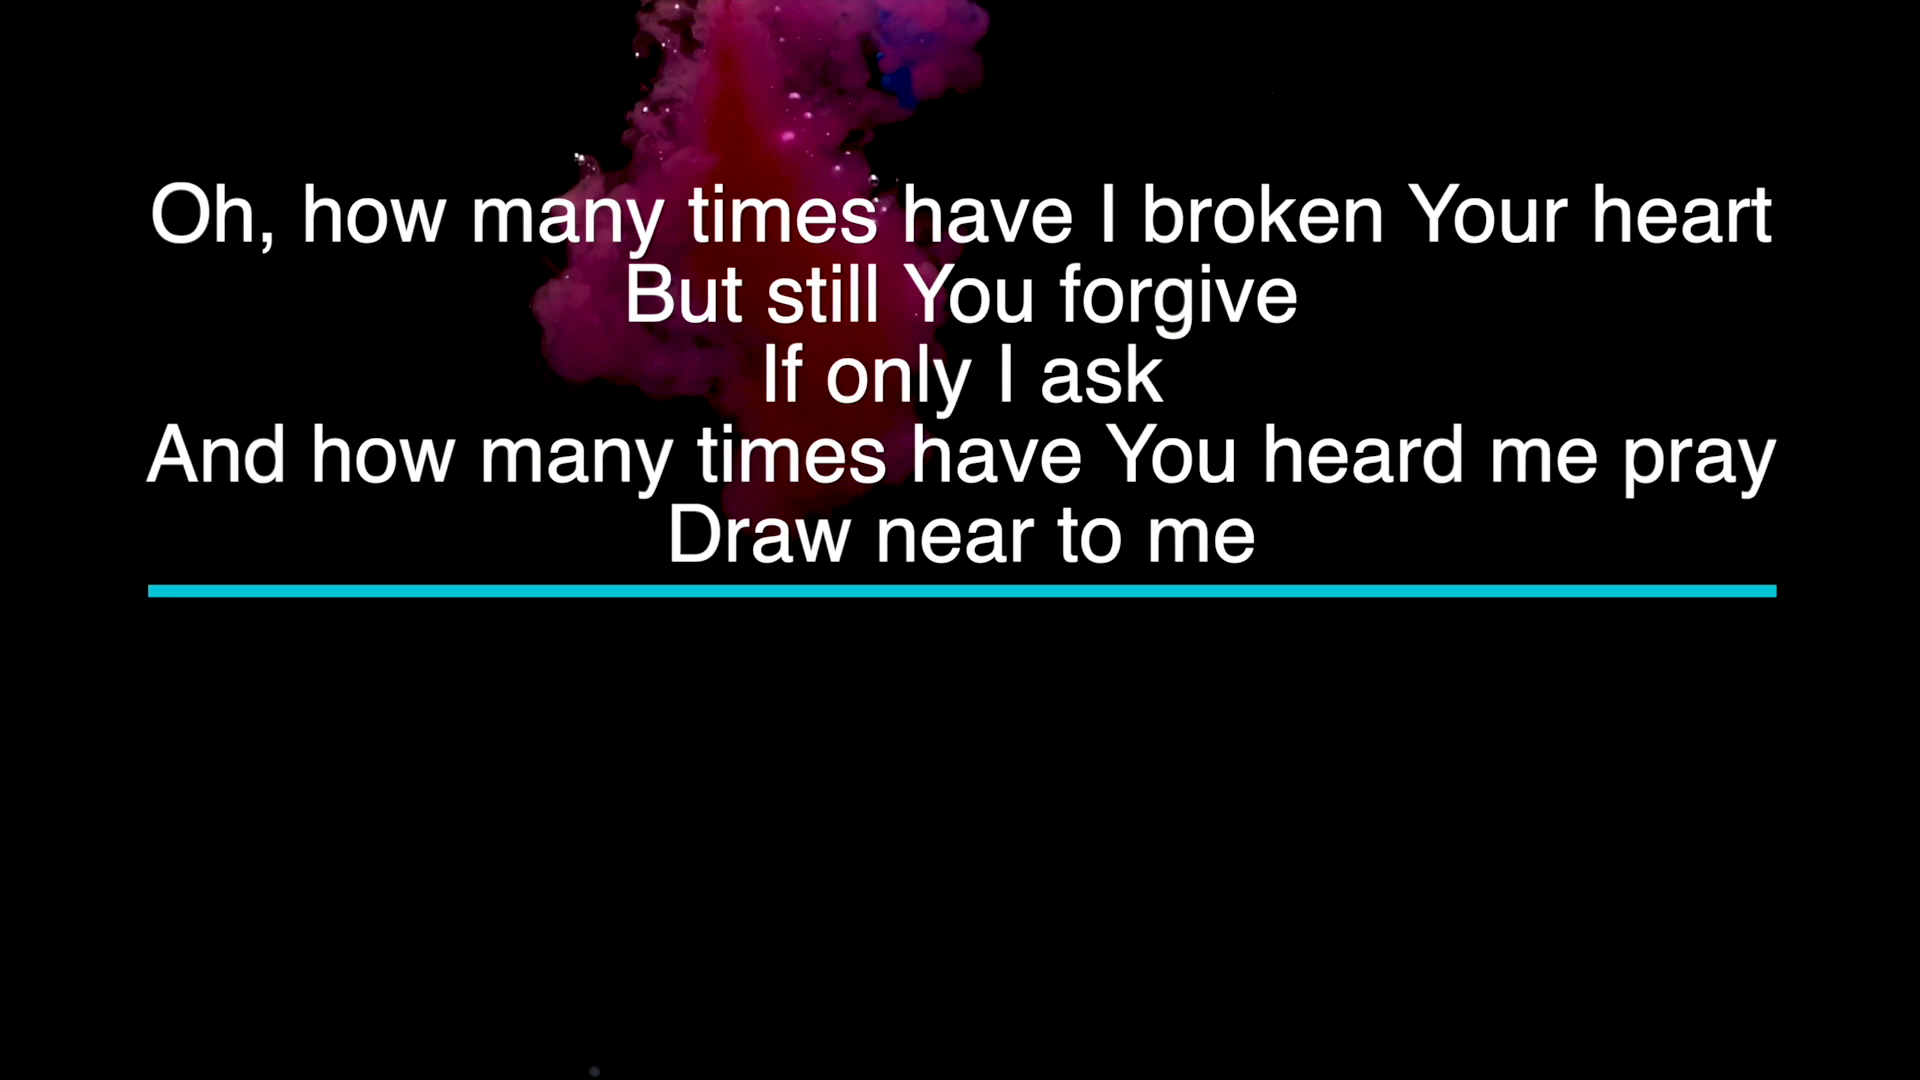 Oh, how many times have I broken Your heart
But still You forgive
If only I ask
And how many times have You heard me pray
Draw near to me